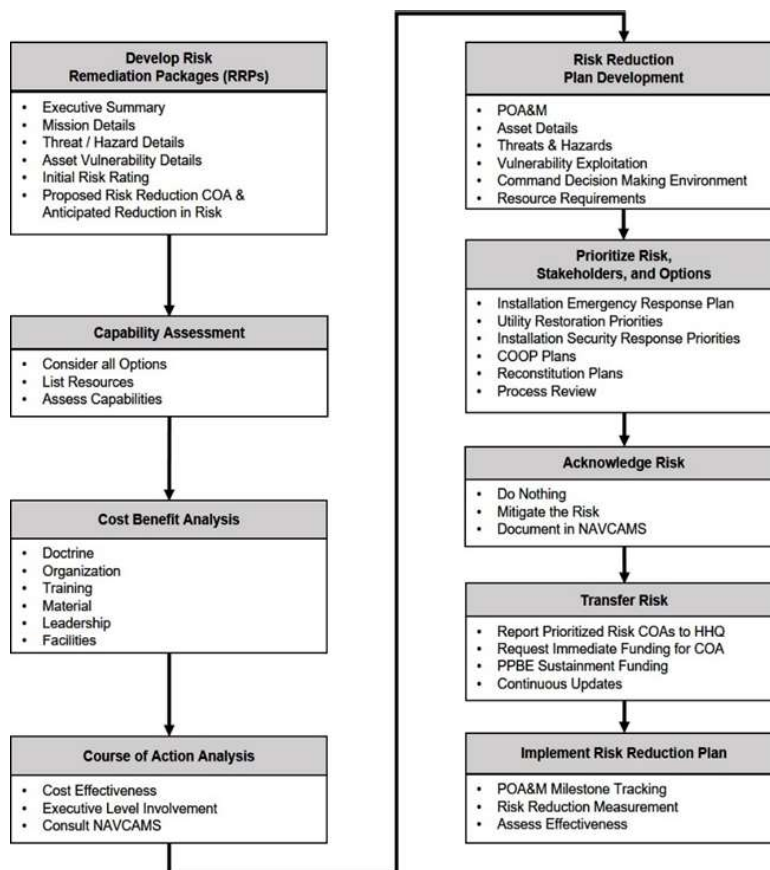 Develop Risk
Remediation Packages (RRPs)
• Executive Summary
• Mission Details
• Threat / Hazard Details
• Asset Vulnerability Details
• Initial Risk Rating
• Proposed Risk Reduction COA &
Anticipated Reduction in Risk
Capability Assessment
• Consider all Options
• List Resources
• Assess Capabilities
Cost Benefit Analysis
• Doctrine
• Organization
• Training
• Material
• Leadership
• Facilities
Course of Action Analysis
• Cost Effectiveness
• Executive Level Involvement
• Consult NAVCAMS
Risk Reduction
Plan Development
• POA&M
• Asset Details
• Threats & Hazards
• Vulnerability Exploitation
• Command Decision Making Environment
• Resource Requirements
Prioritize Risk,
Stakeholders, and Options
• Installation Emergency Response Plan
• Utility Restoration Priorities
• Installation Security Response Priorities
• COOP Plans
• Reconstitution Plans
• Process Review
Acknowledge Risk
• Do Nothing
• Mitigate the Risk
• Document in NAVCAMS
Transfer Risk
• Report Prioritized Risk COAs to HHQ
• Request Immediate Funding for COA
• PPBE Sustainment Funding
• Continuous Updates
Implement Risk Reduction Plan
• POA&M Milestone Tracking
• Risk Reduction Measurement
• Assess Effectiveness